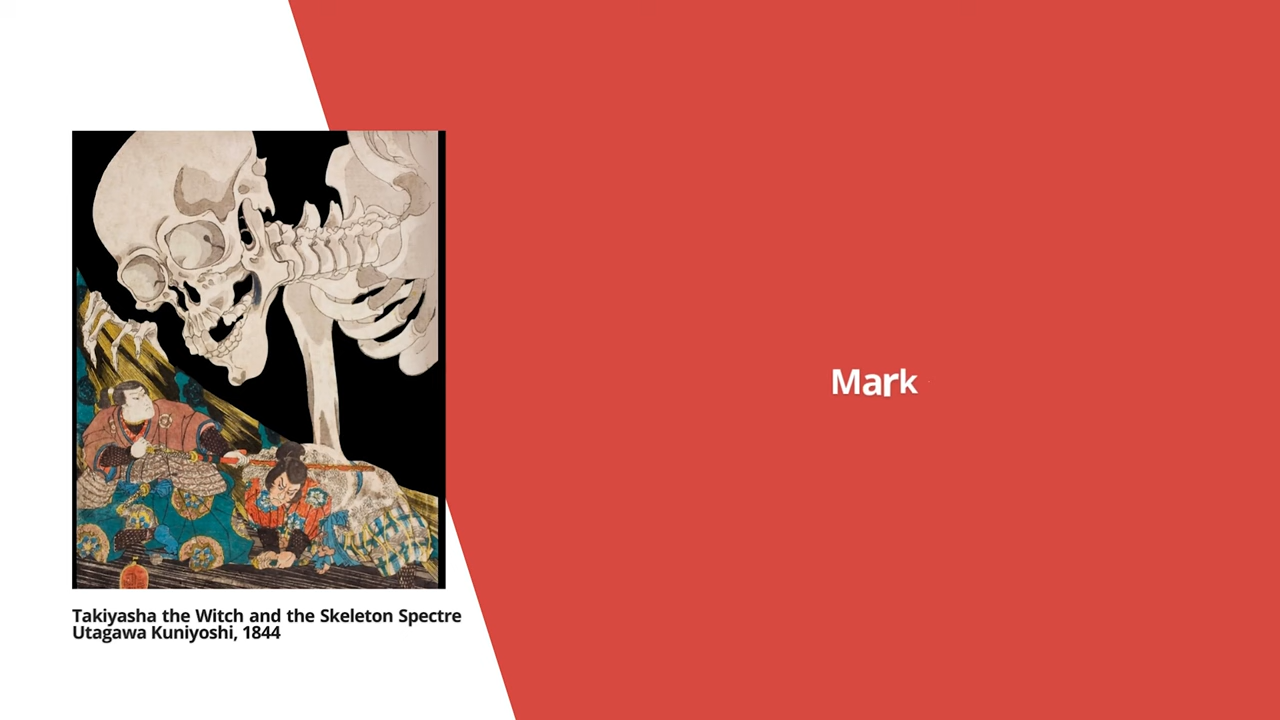 Mark
Takiyasha the Witch and the Skeleton Spectre
Utagawa Kuniyoshi, 1844